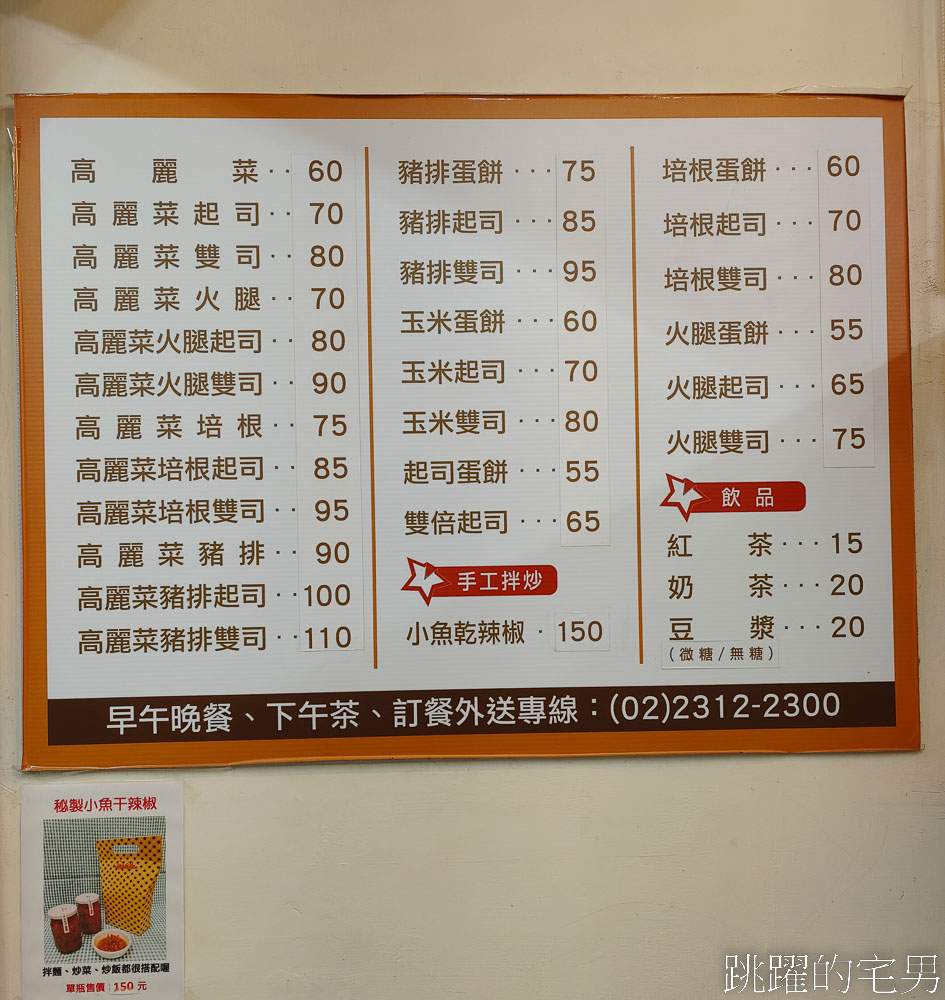 高麗菜‥60
高麗菜起司‥70
高麗菜雙司‥80
高麗菜火腿‥70
高麗菜火腿起司‥80
高麗菜火腿雙司‥90
高麗菜培根‥75
高麗菜培根起司‥85
高麗菜培根雙司‥95
高麗菜豬排‥90
高麗菜豬排起司‥100
高麗菜豬排雙司‥110
豬排蛋餅···75
豬排起司···85
豬排雙司···95
玉米蛋餅···60
玉米起司···70
玉米雙司···80
起司蛋餅···55
雙倍起司···65
手工拌炒
小魚乾辣椒·150
培根蛋餅···60
培根起司···70
培根雙司···80
火腿蛋餅···55
火腿起司···65
火腿雙司···75
飲品
紅茶···15
奶茶···20
豆漿···20
(微糖/無糖)
早午晚餐、下午茶、訂餐外送專線：(02)2312-2300
秘製小魚干辣椒
拌麵、炒菜、炒飯都很搭配喔
單瓶售價：150元
跳躍的宅男